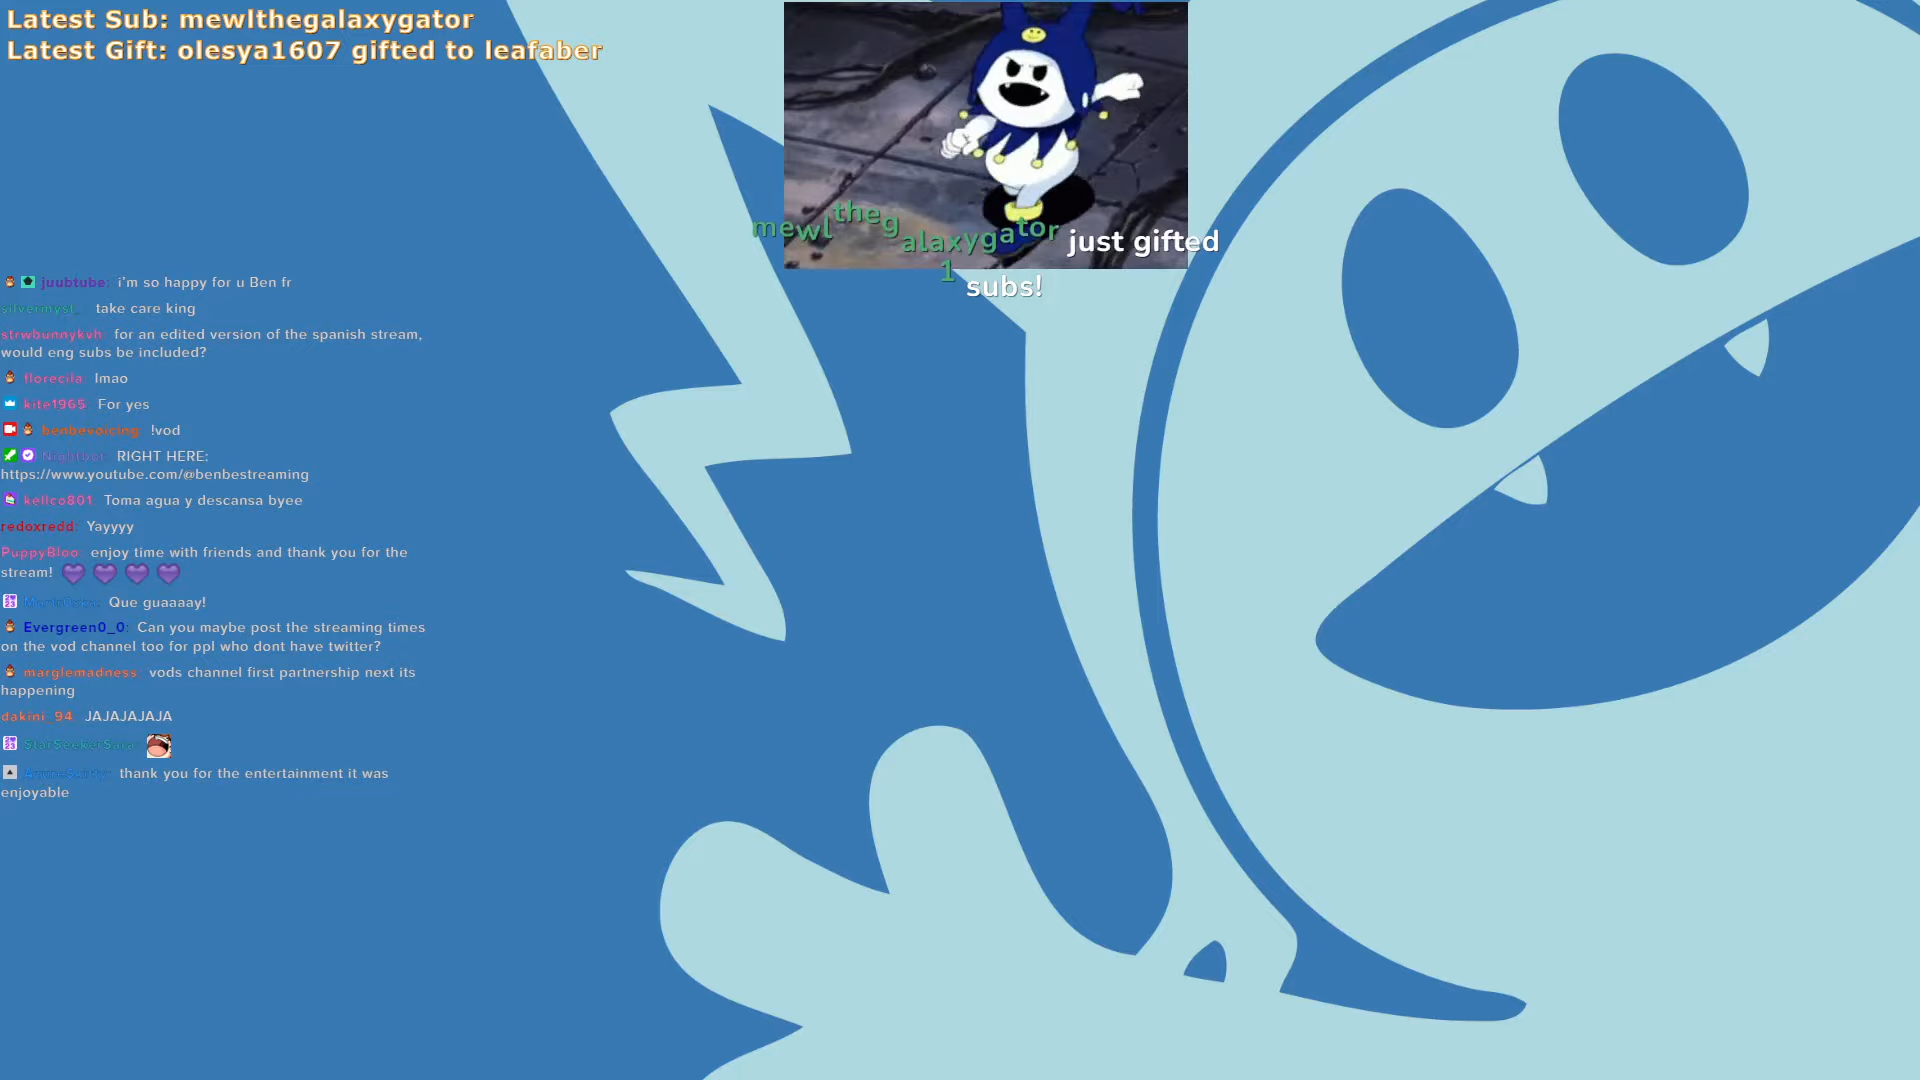 Latest Sub: mewlthegalaxygator
Latest Gift: olesya1607 gifted to leafaber
mewlthegalaxygator just gifted
1 subs!
juubtube: i'm so happy for u Ben fr
silvermyst_: take care king
strwbunnykvh: for an edited version of the spanish stream,
would eng subs be included?
florecila: lmao
kite1965: For yes
benbevoicing: !vod
Nightbot: RIGHT HERE:
https://www.youtube.com/@benbestreaming
kellco801: Toma agua y descansa byee
redoxredd: Yayyyy
PuppyBloo: enjoy time with friends and thank you for the
stream!
Que guaaaay!
Evergreen0_0: Can you maybe post the streaming times
on the vod channel too for ppl who dont have twitter?
marglemadness: vods channel first partnership next its
happening
dakini_94: JAJAJAJAJA
StarSeekerSara:
thank you for the entertainment it was
enjoyable